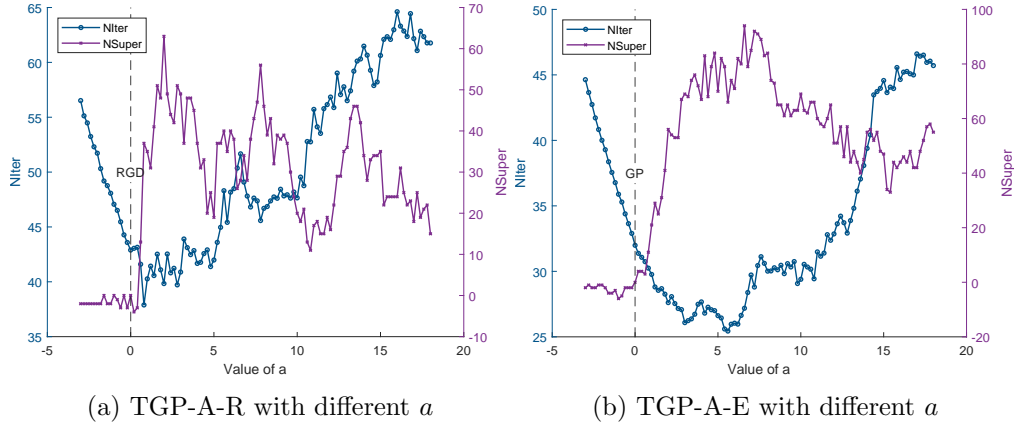 65
60
55
50
45
40
35
NIter
NIter
NSuper
RGD
70
60
50
40
30
20
10
0
-10
NSuper
-5
0
5
10
15
20
Value of a
(a) TGP-A-R with different a
50
45
40
35
30
25
NIter
NIter
NSuper
GP
100
80
60
40
20
0
-20
NSuper
-5
0
5
10
15
20
Value of a
(b) TGP-A-E with different a